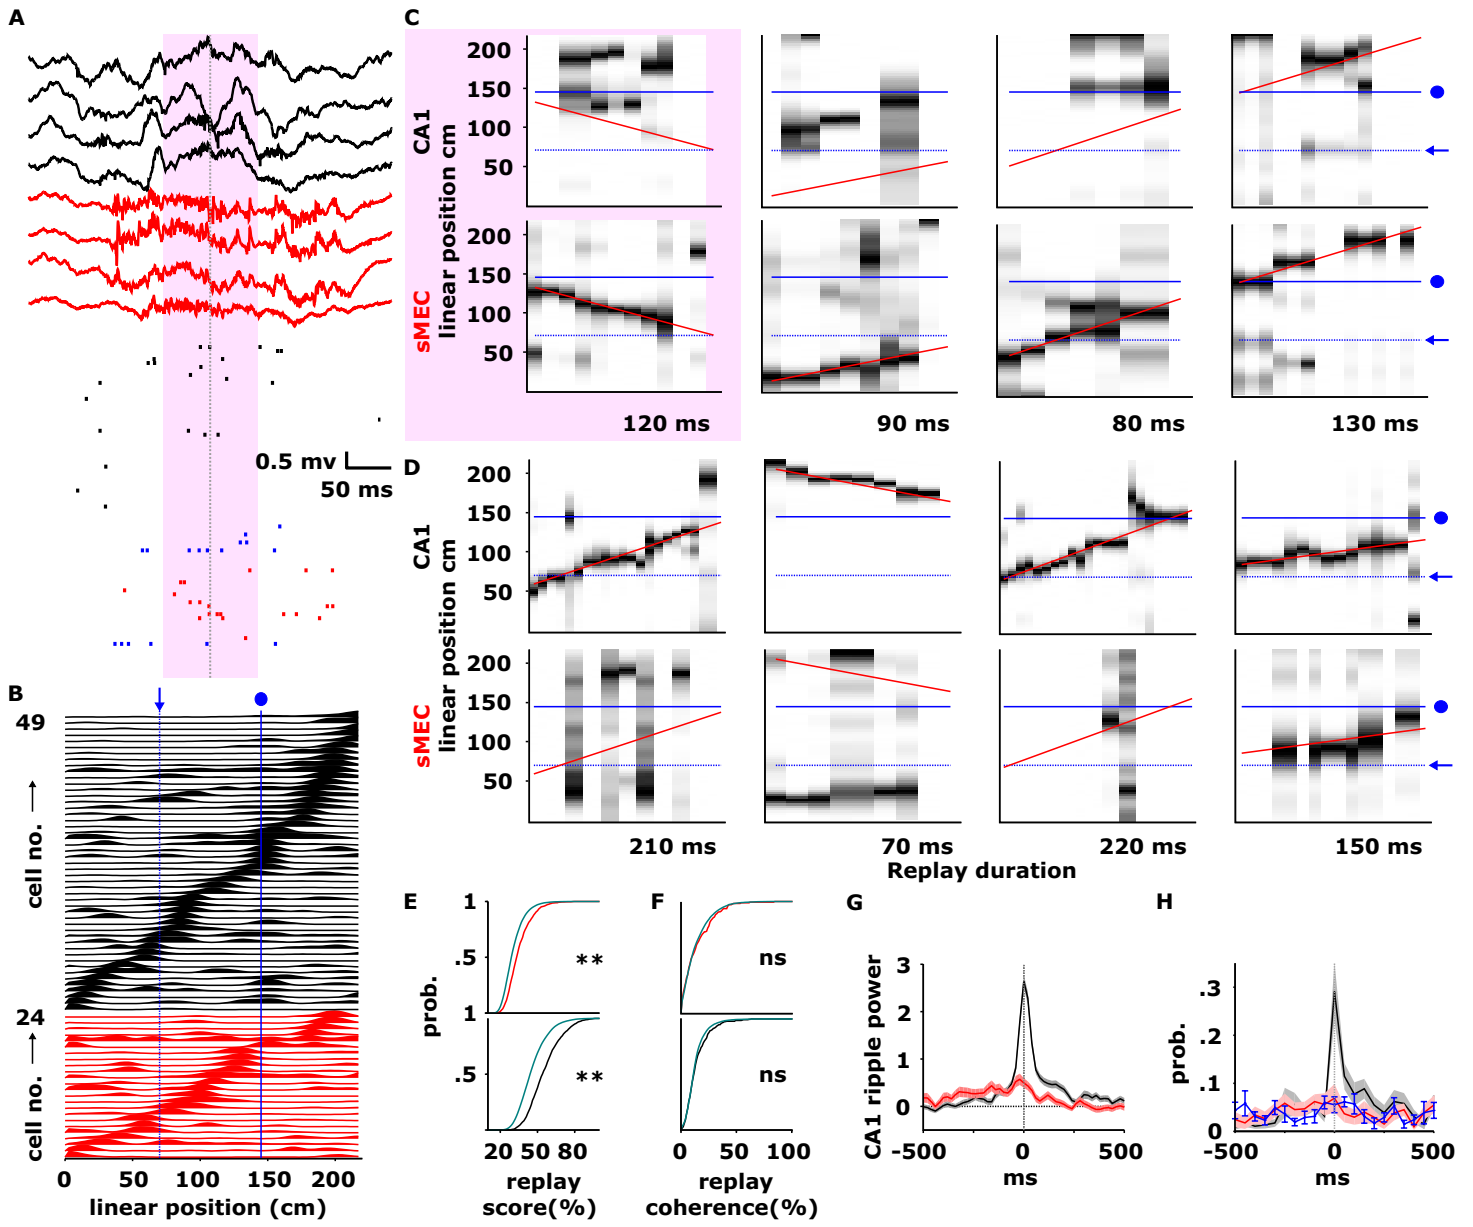 A
0.5 mv
50 ms
B
49
cell no.
24
cell no.
0 50 100 150 200
linear position (cm)
C
CA1
sMEC
linear position cm
200
150
100
50
200
150
100
50
120 ms
90 ms
80 ms
130 ms
D
CA1
sMEC
linear position cm
200
150
100
50
200
150
100
50
210 ms
70 ms
220 ms
150 ms
Replay duration
E
prob.
1
.5
1
.5
**
**
20 50 80
replay
score(%)
F
ns
ns
0 50 100
replay
coherence(%)
G
CA1 ripple power
3
2
1
0
-500 0 500
ms
H
prob.
.3
.2
.1
0
-500 0 500
ms